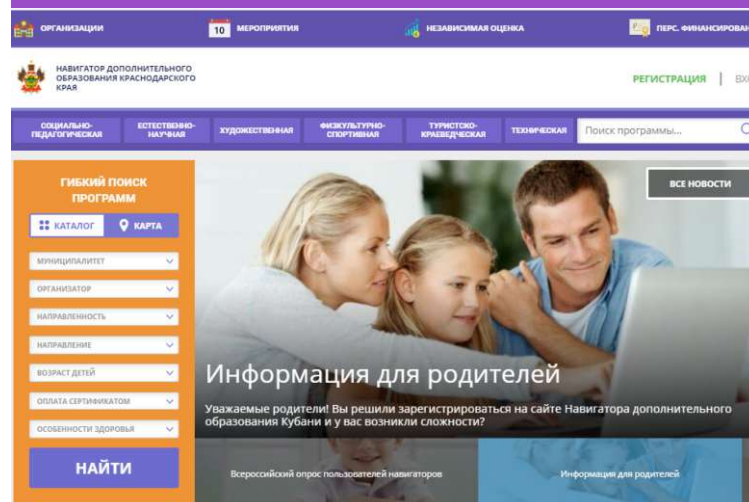 ОРГАНИЗАЦИИ
10
МЕРОПРИЯТИЯ
НЕЗАВИСИМАЯ ОЦЕНКА
ПЕРС. ФИНАНСИРОВАН
НАВИГАТОР ДОПОЛНИТЕЛЬНОГО
ОБРАЗОВАНИЯ КРАСНОДАРСКОГО
КРАЯ
РЕГИСТРАЦИЯ
СОЦИАЛЬНО-
ПЕДАГОГИЧЕСКАЯ
ЕСТЕСТВЕННО-
НАУЧНАЯ
ХУДОЖЕСТВЕННАЯ
ФИЗКУЛЬТУРНО-
СПОРТИВНАЯ
ТУРИСТСКО-
КРАЕВЕДЧЕСКАЯ
ТЕХНИЧЕСКАЯ
Поиск программы...
ГИБКИЙ ПОИСК
ПРОГРАММ
КАТАЛОГ
КАРТА
МУНИЦИПАЛИТЕТ
ОРГАНИЗАТОР
НАПРАВЛЕННОСТЬ
НАПРАВЛЕНИЕ
ВОЗРАСТ ДЕТЕЙ
ОПЛАТА СЕРТИФИКАТОМ
ОСОБЕННОСТИ ЗДОРОВЬЯ
НАЙТИ
ВСЕ НОВОСТИ
Информация для родителей
Уважаемые родители! Вы решили зарегистрироваться на сайте Навигатора дополнительного
образования Кубани и у вас возникли сложности?
Всероссийский опрос пользователей навигаторов
Информация для родителей